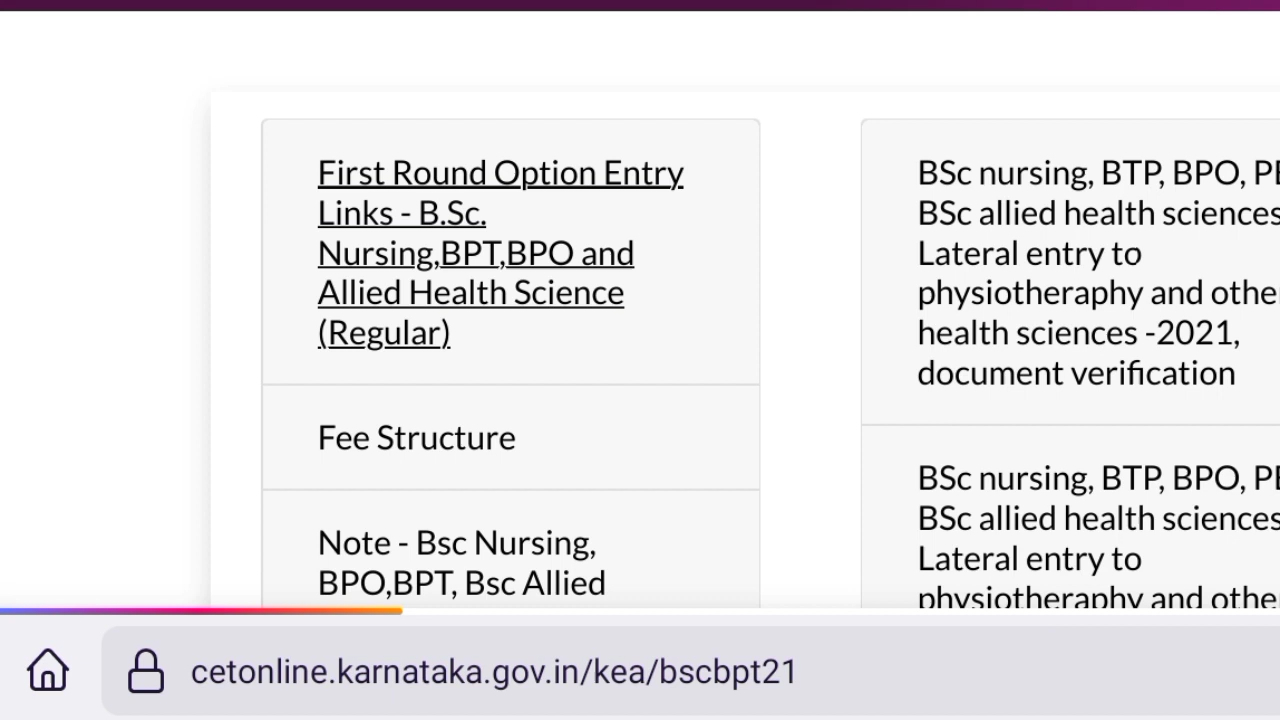 First Round Option Entry
Links - B.Sc.
Nursing,BPT,BPO and
Allied Health Science
(Regular)
Fee Structure
Note - Bsc Nursing,
BPO,BPT, Bsc Allied
BSc nursing, BTP, BPO,
BSc allied health sciences
Lateral entry to
physiotheraphy and
health sciences -2021,
document verification
BSc nursing, BTP, BPO,
BSc allied health sciences
Lateral entry to
physiotheraphy and
cetonline.karnataka.gov.in/kea/bscbpt21